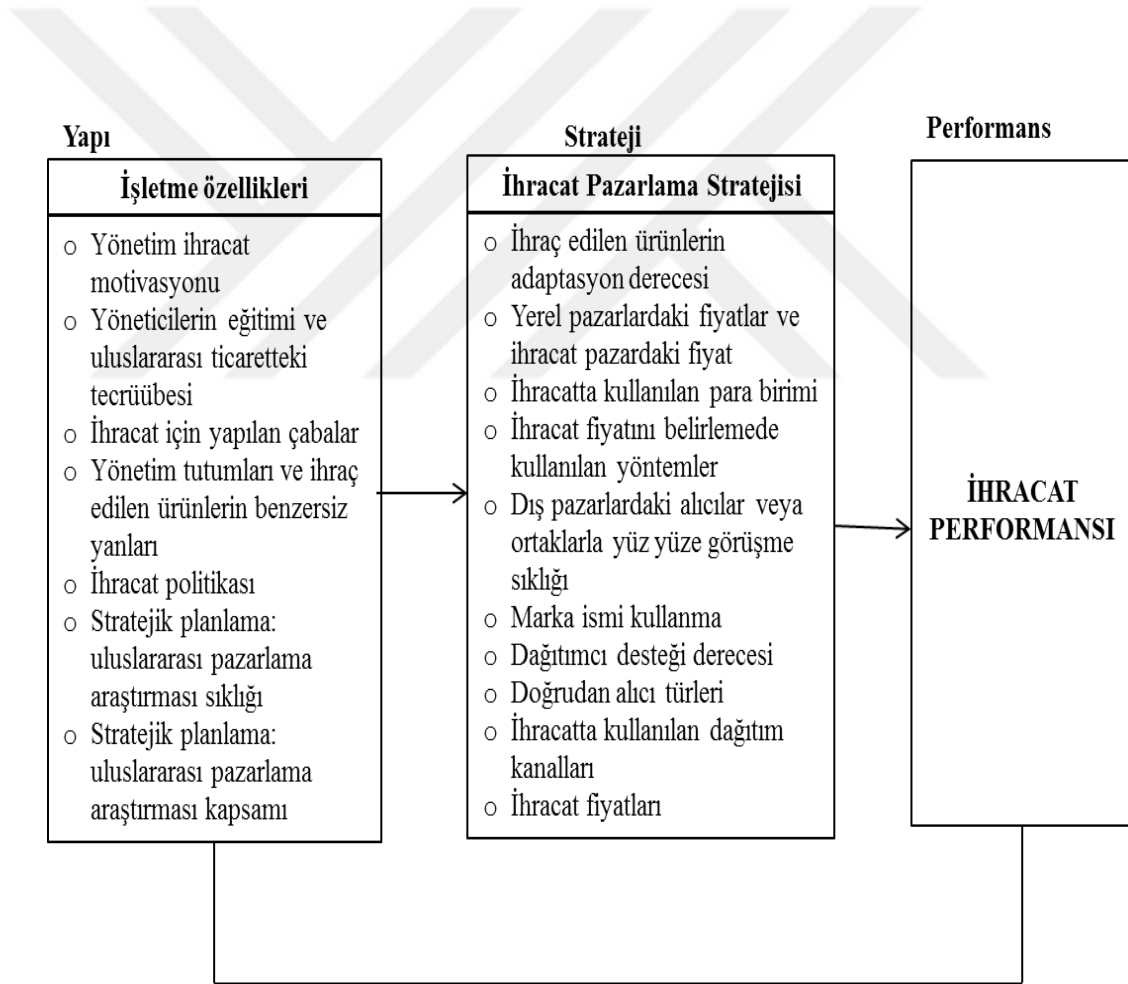 Yapı
İşletme özellikleri
o Yönetim ihracat
motivasyonu
o Yöneticilerin eğitimi ve
uluslararası ticaretteki
tecrüübesi
o İhracat için yapılan çabalar
o Yönetim tutumları ve ihraç
edilen ürünlerin benzersiz
yanları
o İhracat politikası
o Stratejik planlama:
uluslararası pazarlama
araştırması sıklığı
o Stratejik planlama:
uluslararası pazarlama
araştırması kapsamı
Strateji
İhracat Pazarlama Stratejisi
o İhraç edilen ürünlerin
adaptasyon derecesi
o Yerel pazarlardaki fiyatlar ve
ihracat pazardaki fiyat
o İhracatta kullanılan para birimi
o İhracat fiyatını belirlemede
kullanılan yöntemler
o Dış pazarlardaki alıcılar veya
ortaklarla yüz yüze görüşme
sıklığı
o Marka ismi kullanma
o Dağıtımcı desteği derecesi
o Doğrudan alıcı türleri
o İhracatta kullanılan dağıtım
kanalları
o İhracat fiyatları
Performans
İHRACAT
PERFORMANSI